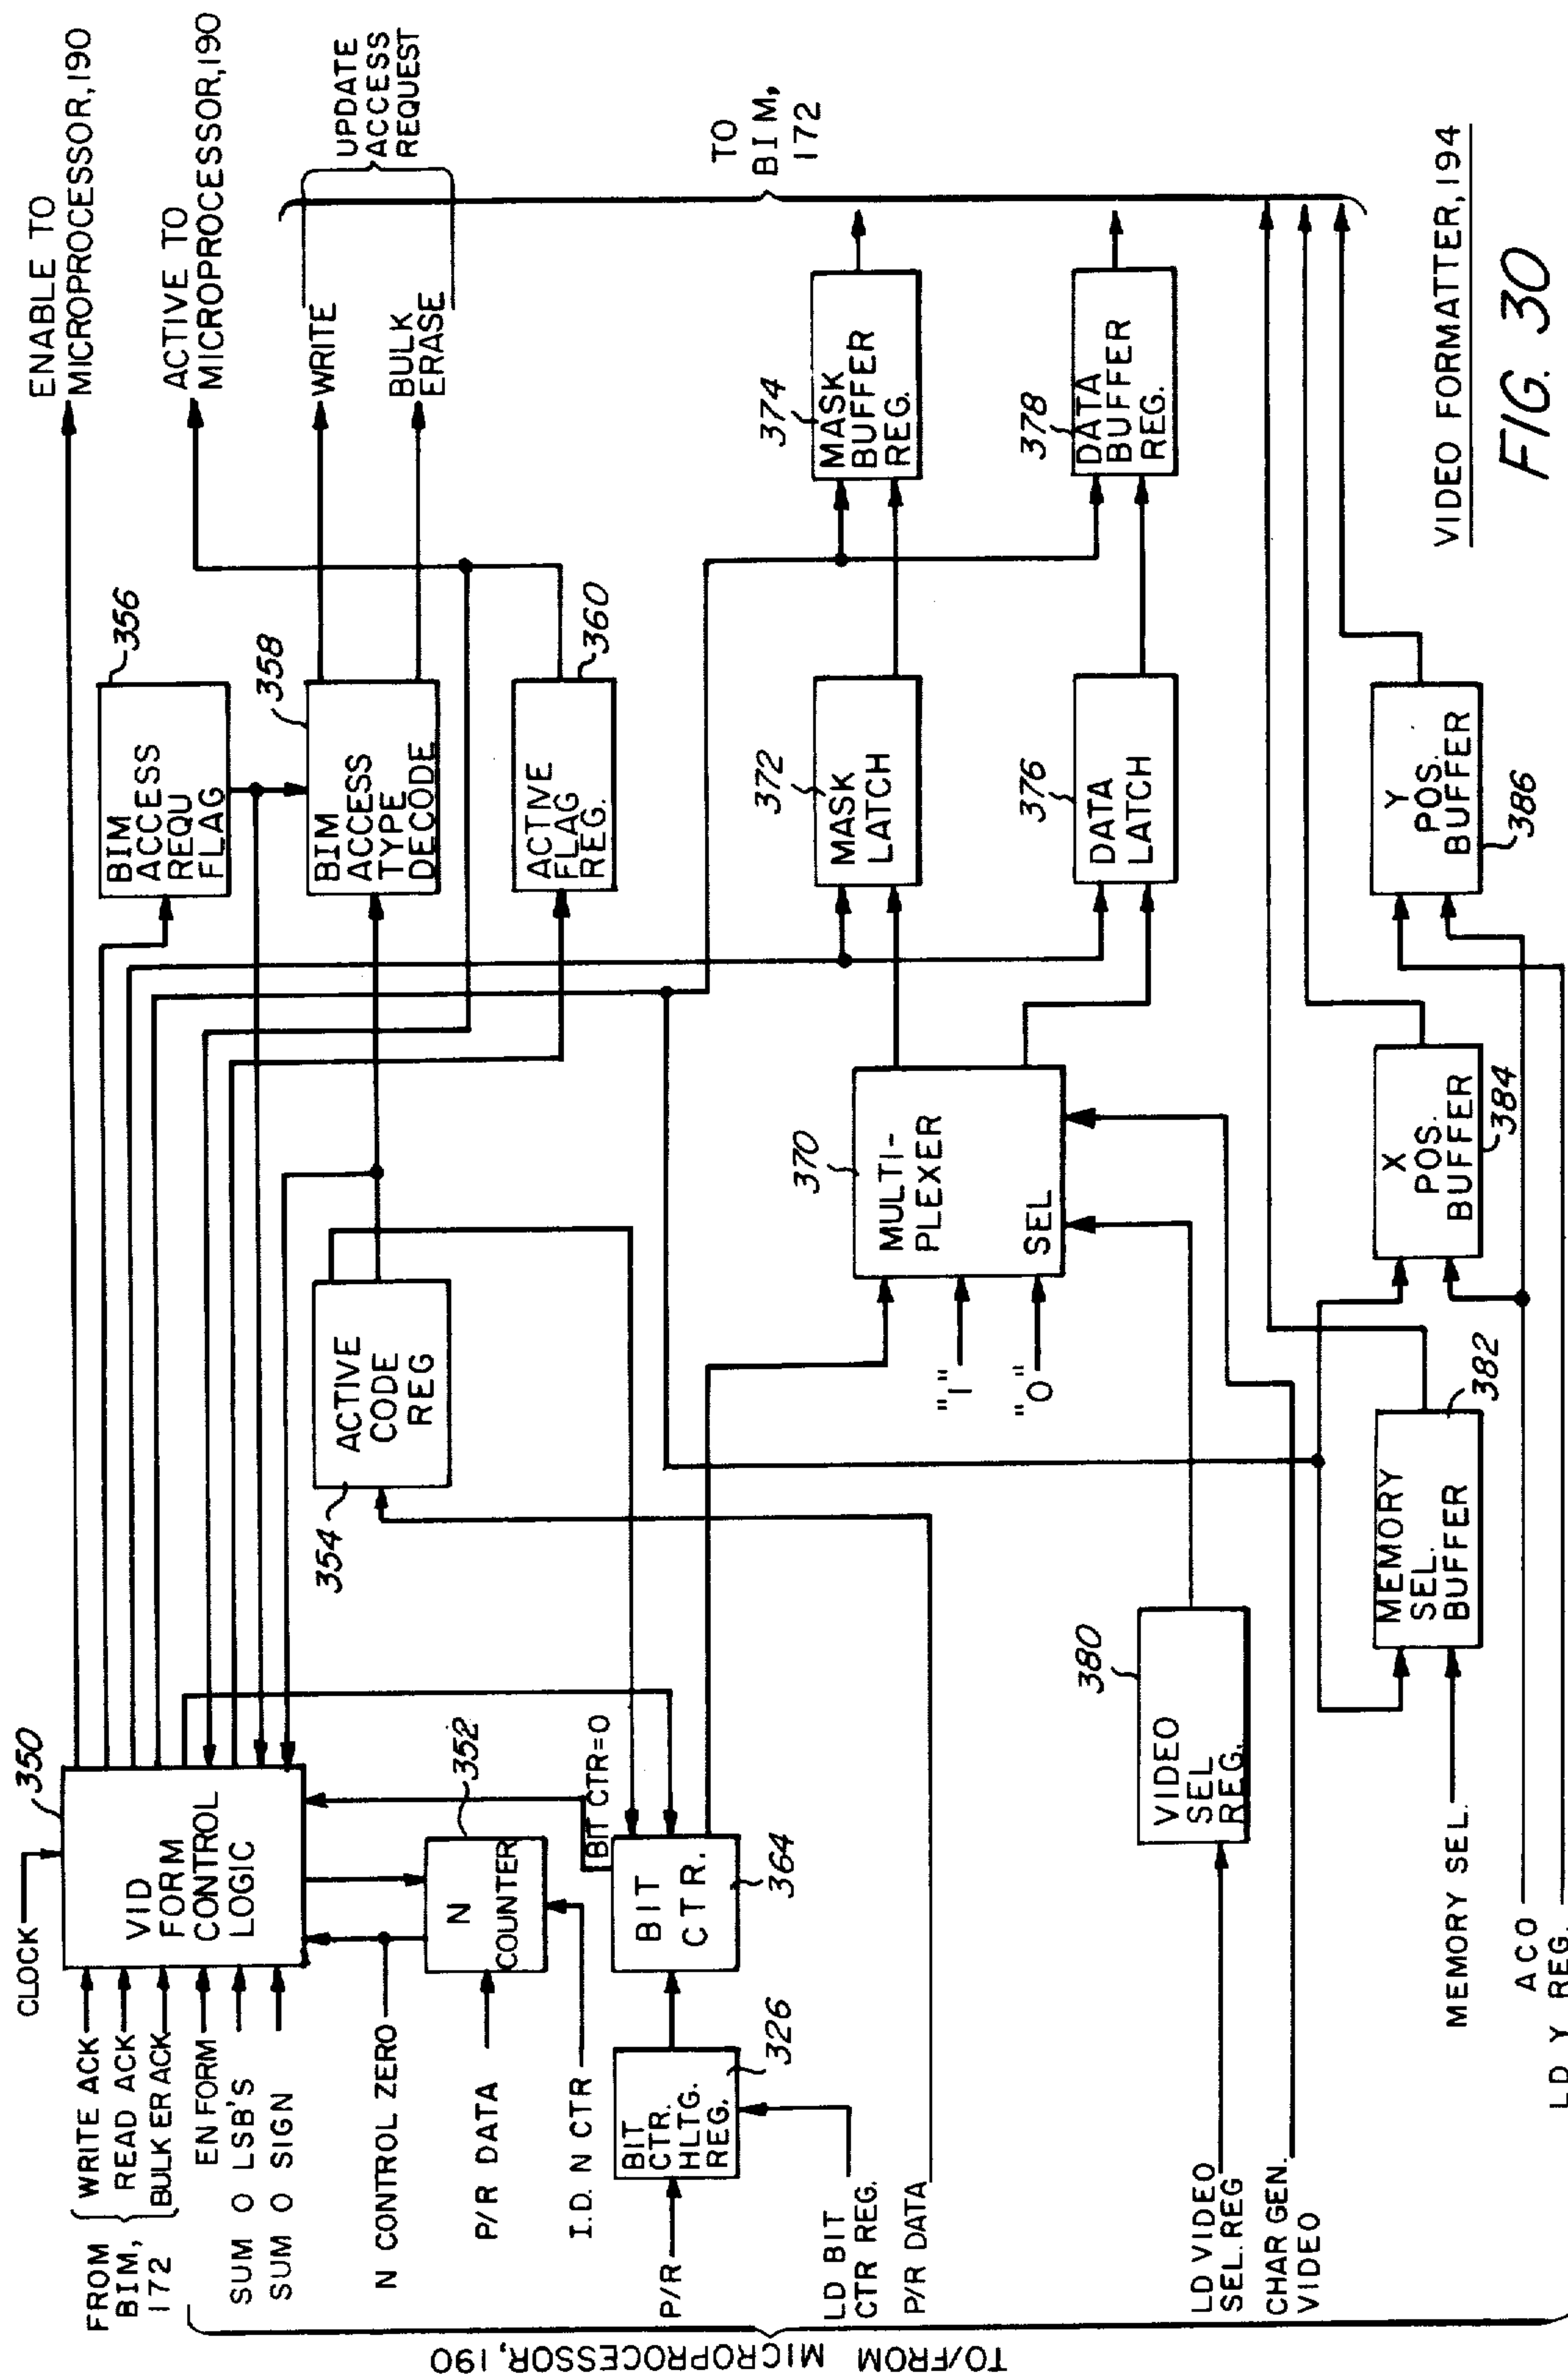 CLOCK
350
FROM
BIM,
172
WRITE ACK
READ ACK
BULKERACK
EN FORM
SUM O LSB'S
SUM O SIGN
N CONTROL ZERO
P/R DATA
I.D. N CTR
P/R
LD BIT
CTR REG.
P/R DATA
LD VIDEO
SEL. REG
CHAR GEN.
VIDEO
MEMORY SEL.
ACO
LD Y REG.
TO/FROM MICROPROCESSOR, 190
VID
FORM
CONTROL
LOGIC
N
COUNTER
352
BIT CTR=0
BIT
CTR.
364
BIT
CTR.
HLTG.
REG.
326
ACTIVE
CODE
REG
354
BIM
ACCESS
REQU
FLAG
356
BIM
ACCESS
TYPE
DECODE
358
ACTIVE
FLAG
REG.
360
ENABLE TO
MICROPROCESSOR, 190
ACTIVE TO
MICROPROCESSOR, 190
WRITE
BULK
ERASE
UPDATE
ACCESS
REQUEST
MULTI-
PLEXER
SEL
370
"1"
"0"
MASK
LATCH
372
MASK
BUFFER
REG.
374
DATA
LATCH
376
DATA
BUFFER
REG.
378
TO
BIM,
172
VIDEO
SEL
REG.
380
MEMORY
SEL.
BUFFER
382
X
POS.
BUFFER
384
Y
POS.
BUFFER
386
VIDEO FORMATTER, 194
FIG. 30